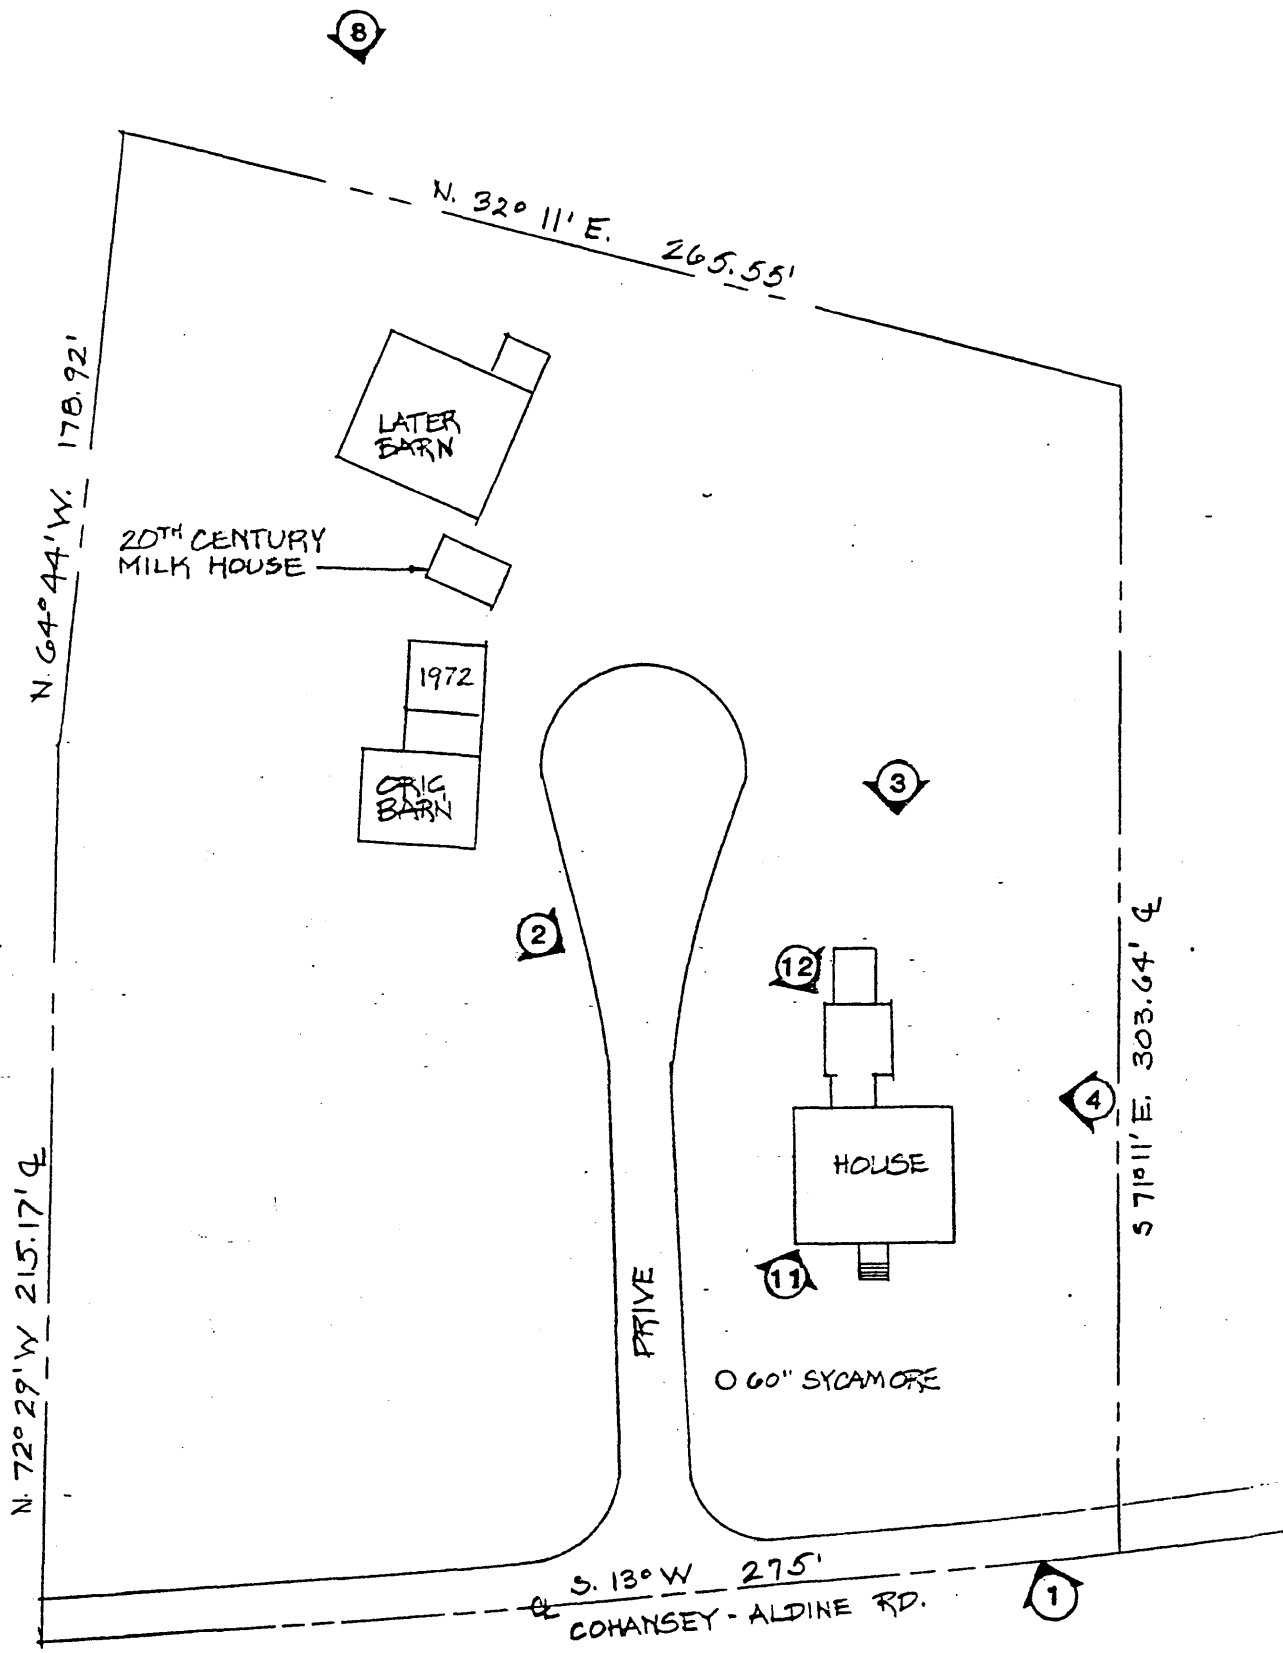 8
N. 32° 11' E. 265.55'
N. 64° 44' W. 178.92'
LATER
BARN
20TH CENTURY
MILK HOUSE
1972
ORIG.
BARN
3
2
12
4
S 71° 11' E. 303.64' ℄
HOUSE
11
N. 72° 29' W 215.17' ℄
DRIVE
60" SYCAMORE
S. 13° W 275'
℄
COHANSEY - ALDINE RD.
1